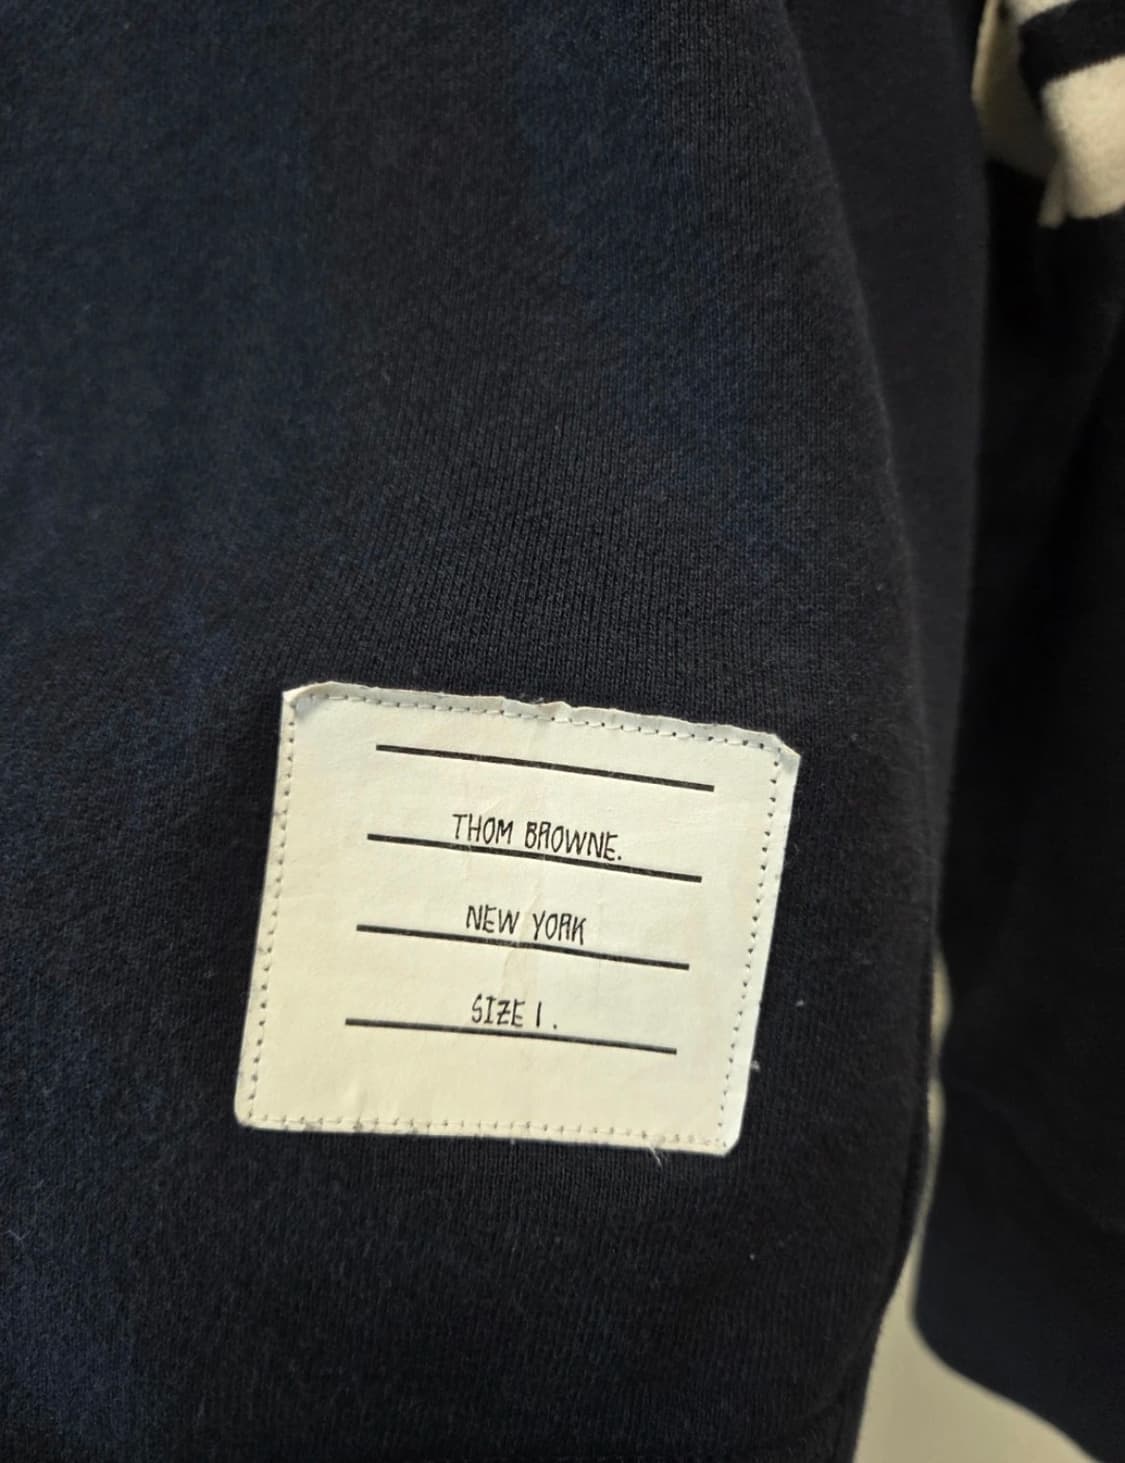 THOM BROWNE.
NEW YORK
SIZE 1.